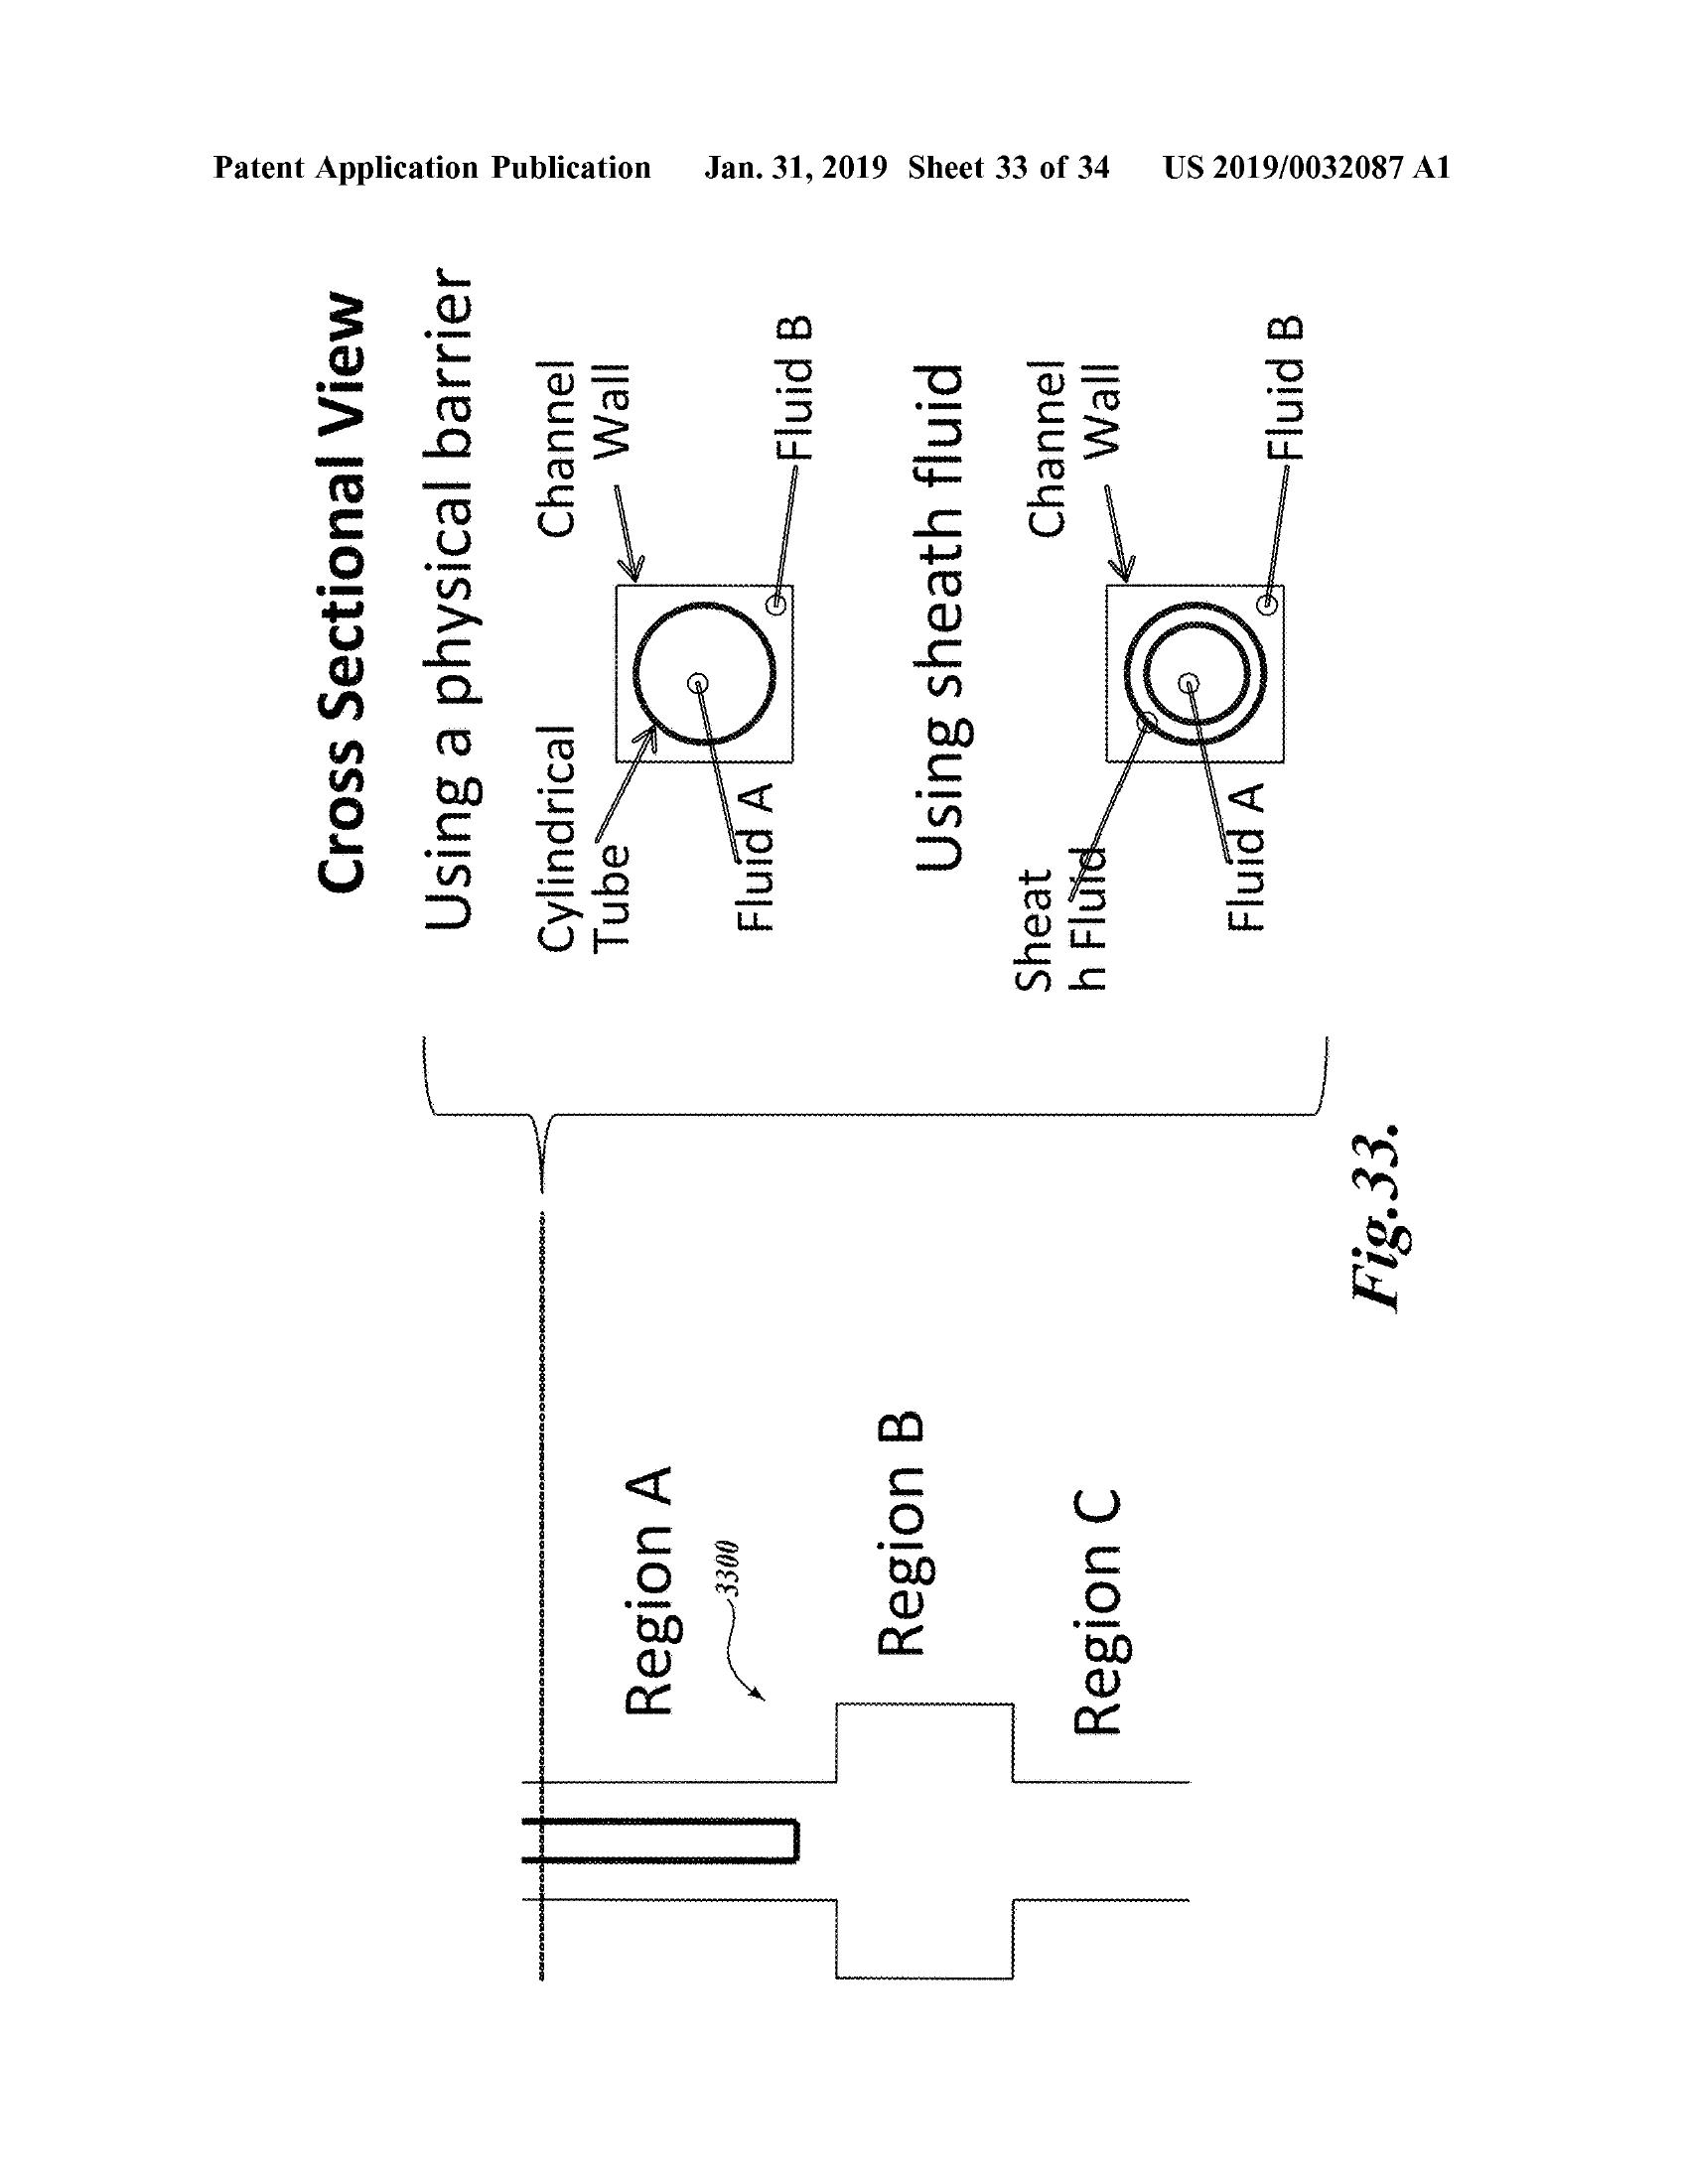 Patent Application Publication Jan. 31, 2019 Sheet 33 of 34 US 2019/0032087 A1
Cross Sectional View
Using a physical barrier
Cylindrical
Tube
Channel
Wall
Fluid A
Fluid B
Using sheath fluid
Sheat
h Fluid
Channel
Wall
Fluid A
Fluid B
Region A
3300
Region B
Region C
Fig.33.